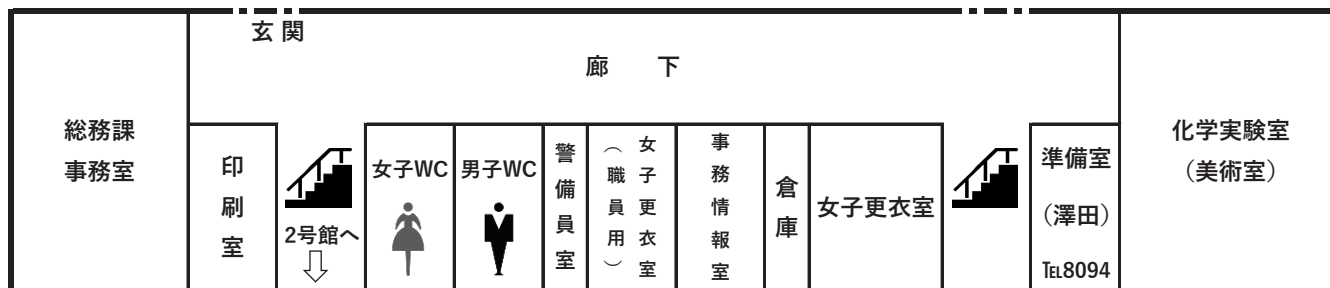 玄関
廊　下
総務課
事務室
印刷室
2号館へ
女子WC
男子WC
警備員室
女子更衣室
（職員用）
事務情報室
倉庫
女子更衣室
準備室
（澤田）
℡8094
化学実験室
（美術室）